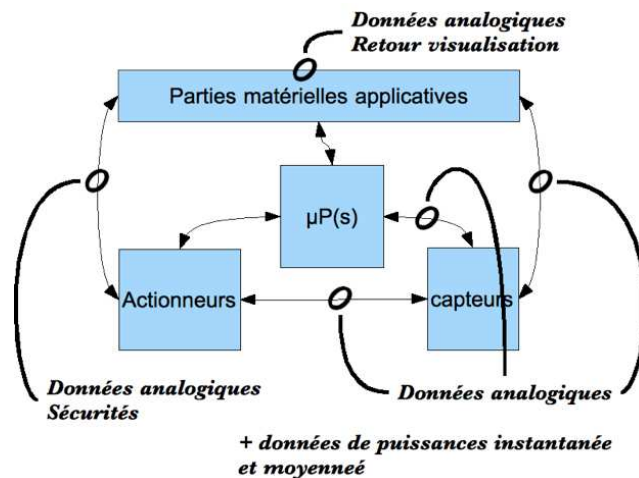 Données analogiques
Retour visualisation
Parties matérielles applicatives
µP(s)
Actionneurs
capteurs
Données analogiques
Sécurités
Données analogiques
+ données de puissances instantanée
et moyenneé